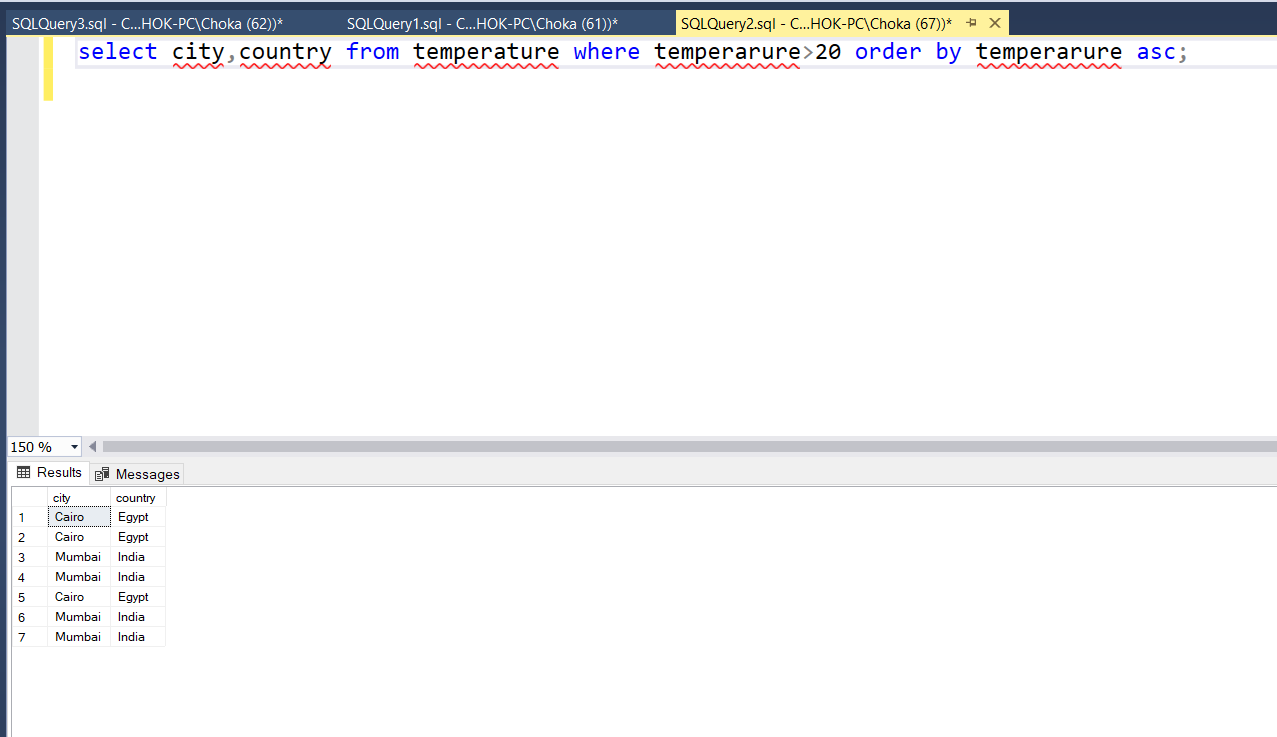 SQLQuery3.sql - C...HOK-PC\Choka (62))* SQLQuery1.sql - C...HOK-PC\Choka (61))* SQLQuery2.sql - C...HOK-PC\Choka (67))*
select city,country from temperature where temperarure>20 order by temperarure asc;
150 %
Results Messages
city country
1 Cairo Egypt
2 Cairo Egypt
3 Mumbai India
4 Mumbai India
5 Cairo Egypt
6 Mumbai India
7 Mumbai India